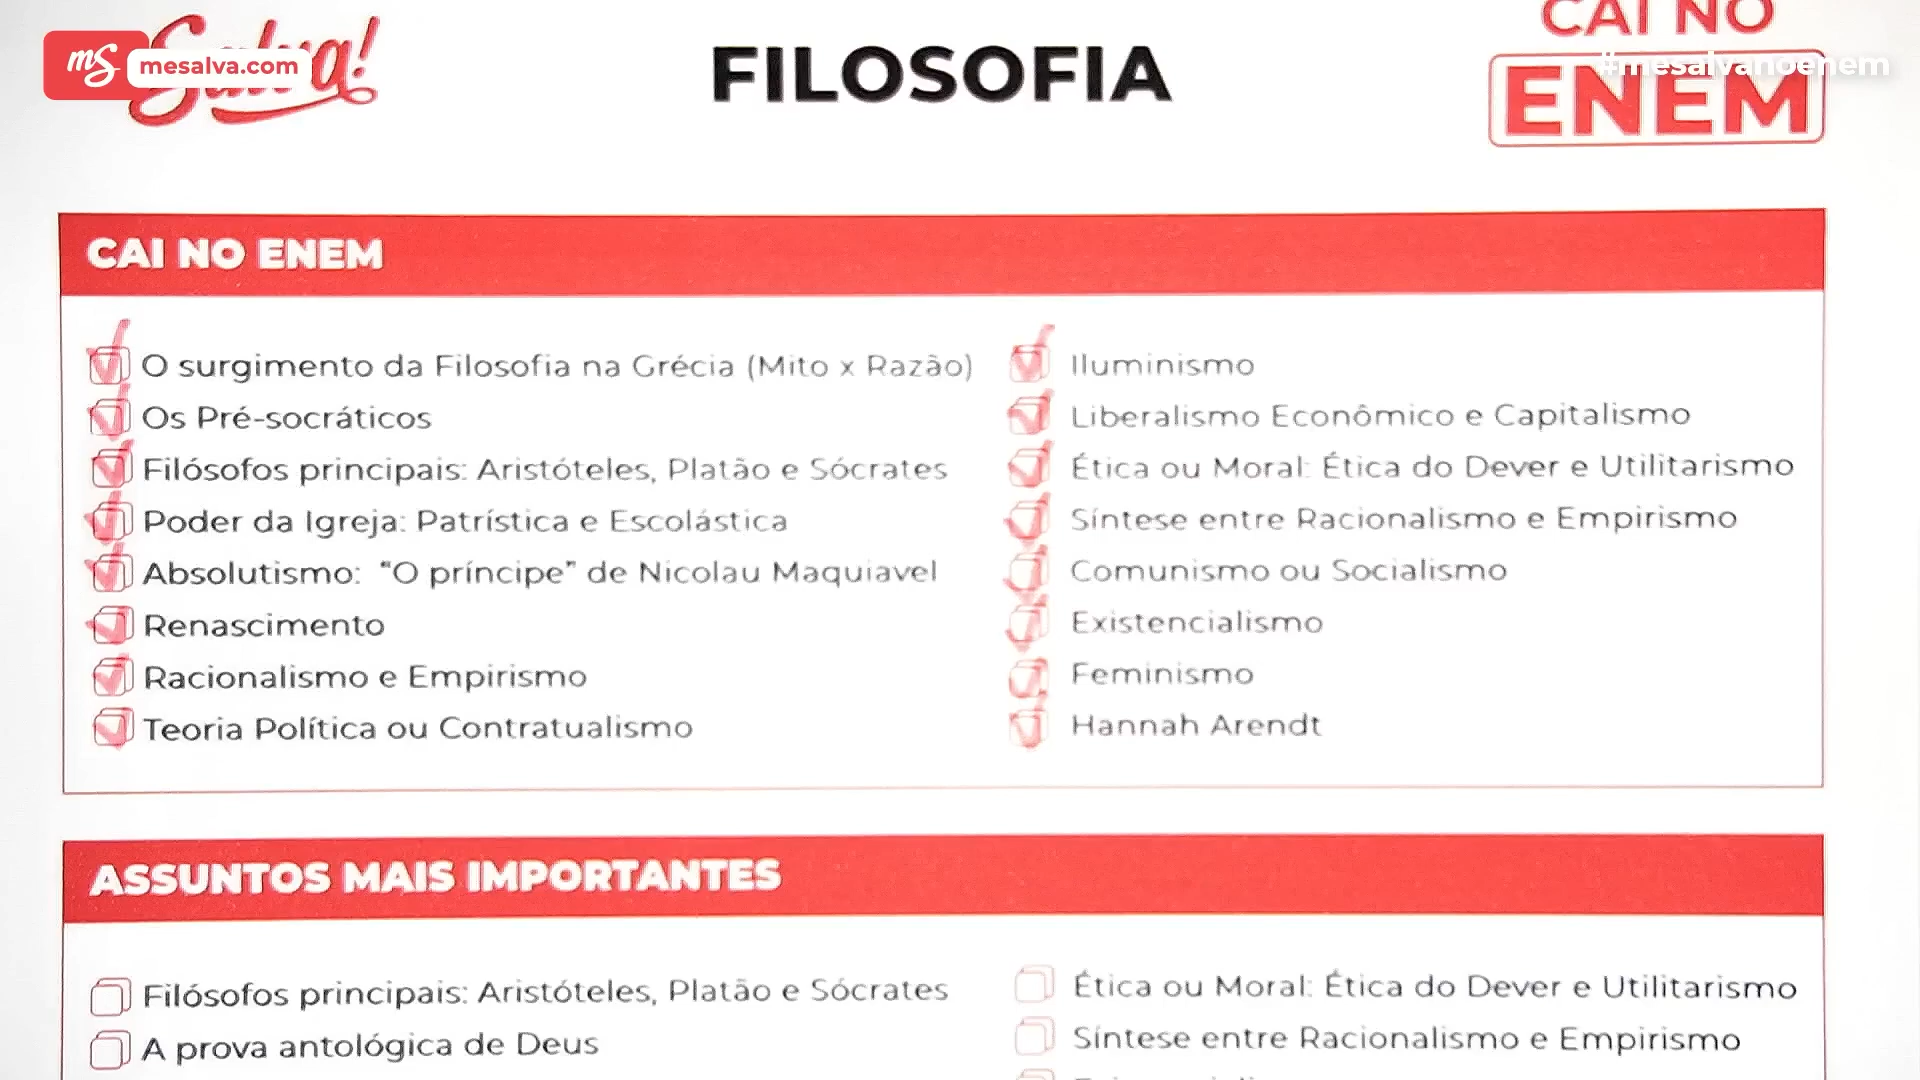 Salva!
mesalva.com
FILOSOFIA
CAI NO
ENEM
#mesalvanoenem
CAI NO ENEM
O surgimento da Filosofia na Grécia (Mito x Razão)
Os Pré-socráticos
Filósofos principais: Aristóteles, Platão e Sócrates
Poder da Igreja: Patrística e Escolástica
Absolutismo: “O príncipe” de Nicolau Maquiavel
Renascimento
Racionalismo e Empirismo
Teoria Política ou Contratualismo
Iluminismo
Liberalismo Econômico e Capitalismo
Ética ou Moral: Ética do Dever e Utilitarismo
Síntese entre Racionalismo e Empirismo
Comunismo ou Socialismo
Existencialismo
Feminismo
Hannah Arendt
ASSUNTOS MAIS IMPORTANTES
Filósofos principais: Aristóteles, Platão e Sócrates
A prova antológica de Deus
Ética ou Moral: Ética do Dever e Utilitarismo
Síntese entre Racionalismo e Empirismo